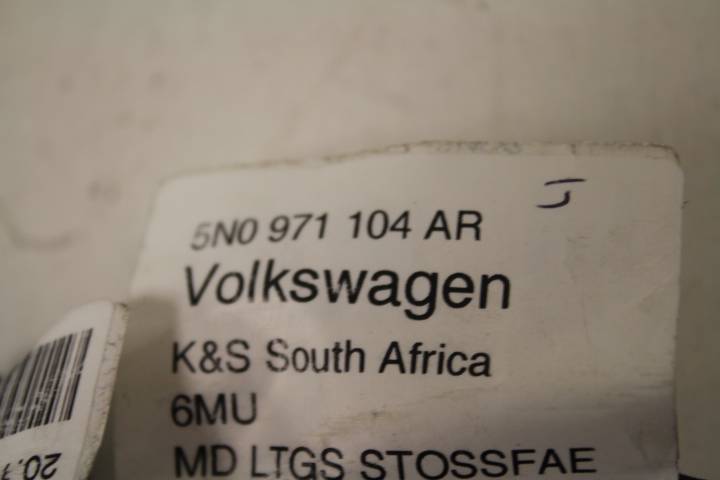 5N0 971 104 AR
Volkswagen
K&S South Africa
6MU
MD LTGS STOSSFAE